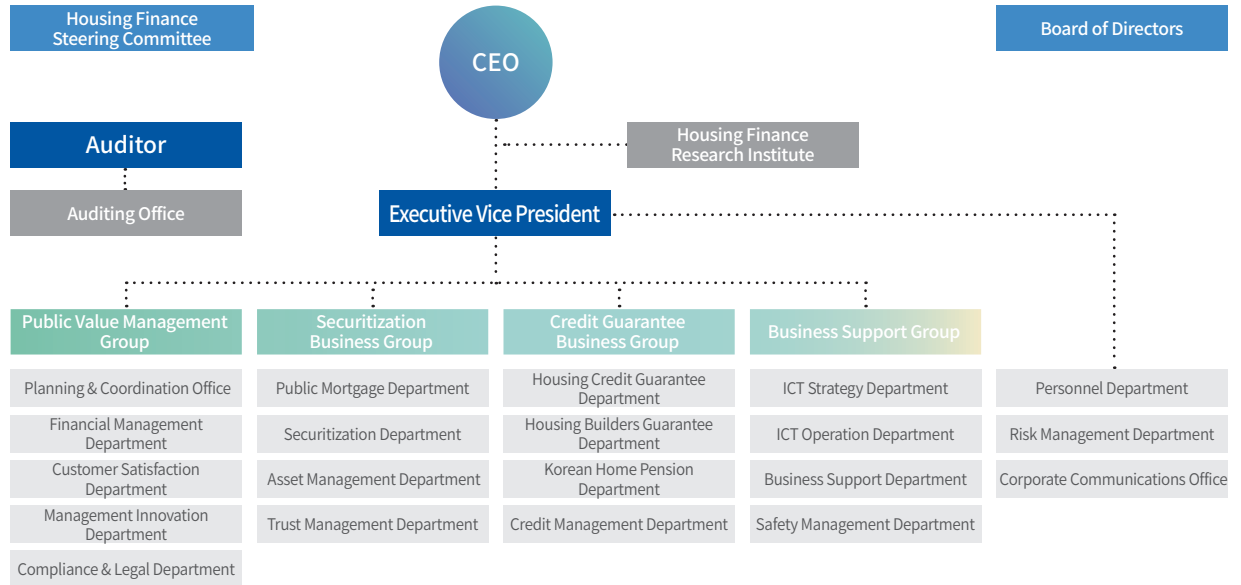 Housing Finance
Steering Committee
CEO
Board of Directors
Auditor
Housing Finance
Research Institute
Auditing Office
Executive Vice President
Public Value Management
Group
Securitization
Business Group
Credit Guarantee
Business Group
Business Support Group
Planning & Coordination Office
Financial Management
Department
Customer Satisfaction
Department
Management Innovation
Department
Compliance & Legal Department
Public Mortgage Department
Securitization Department
Asset Management Department
Trust Management Department
Housing Credit Guarantee
Department
Housing Builders Guarantee
Department
Korean Home Pension
Department
Credit Management Department
ICT Strategy Department
ICT Operation Department
Business Support Department
Safety Management Department
Personnel Department
Risk Management Department
Corporate Communications Office